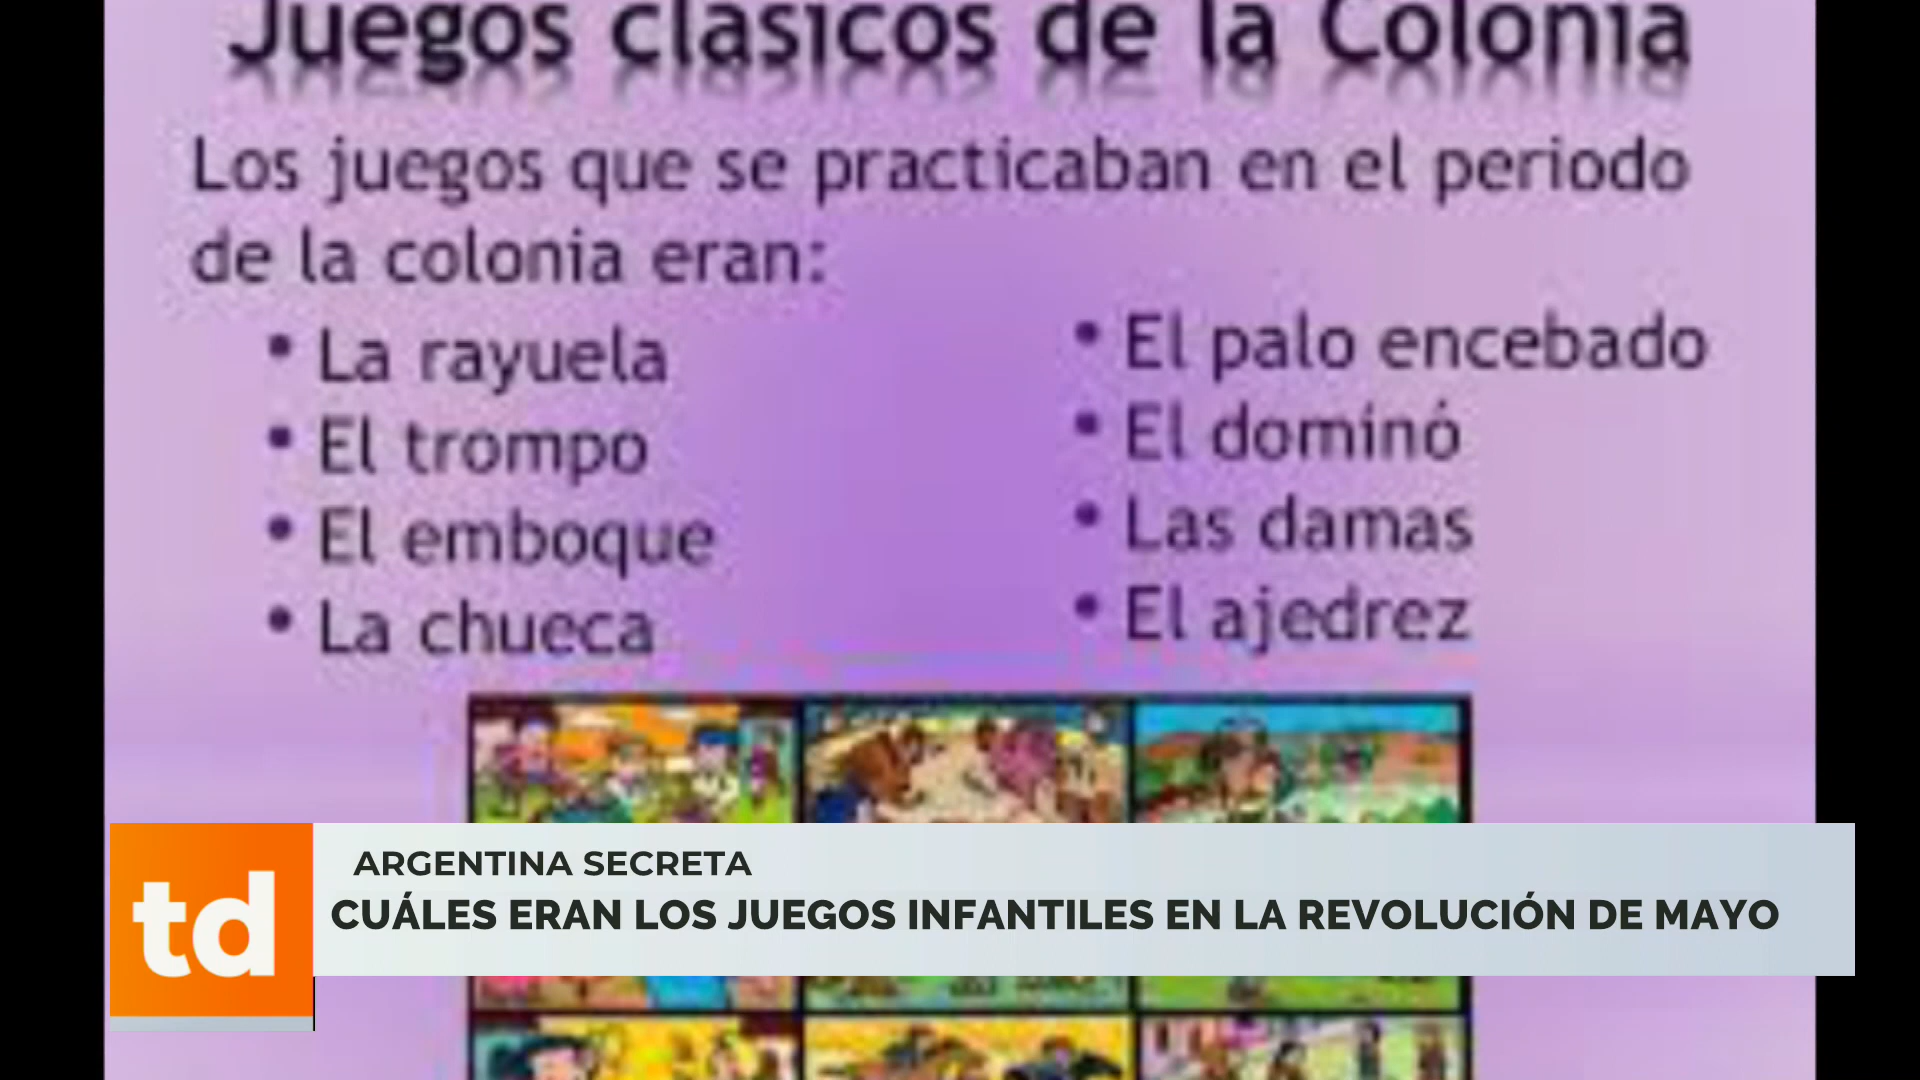 Juegos clásicos de la Colonia
Los juegos que se practicaban en el periodo
de la colonia eran:
• La rayuela
• El trompo
• El emboque
• La chueca
• El palo encebado
• El dominó
• Las damas
• El ajedrez
td
ARGENTINA SECRETA
CUÁLES ERAN LOS JUEGOS INFANTILES EN LA REVOLUCIÓN DE MAYO